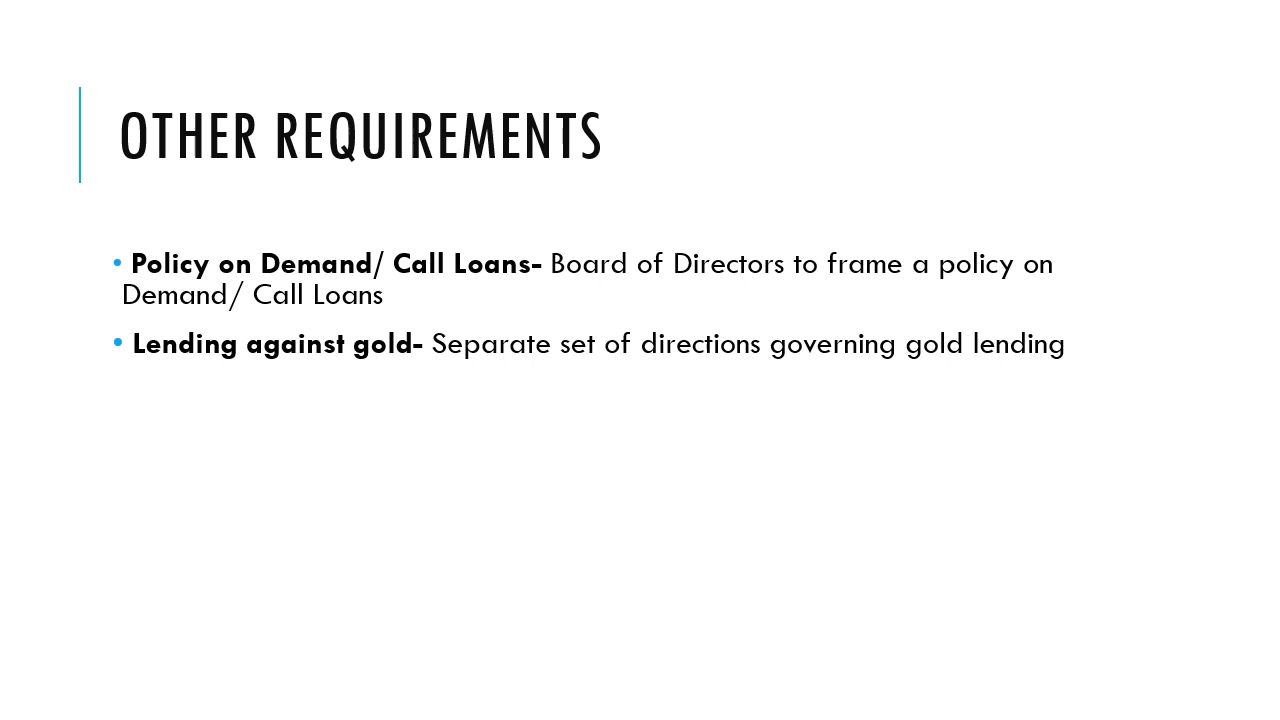 OTHER REQUIREMENTS
• Policy on Demand/ Call Loans- Board of Directors to frame a policy on
Demand/ Call Loans
• Lending against gold- Separate set of directions governing gold lending